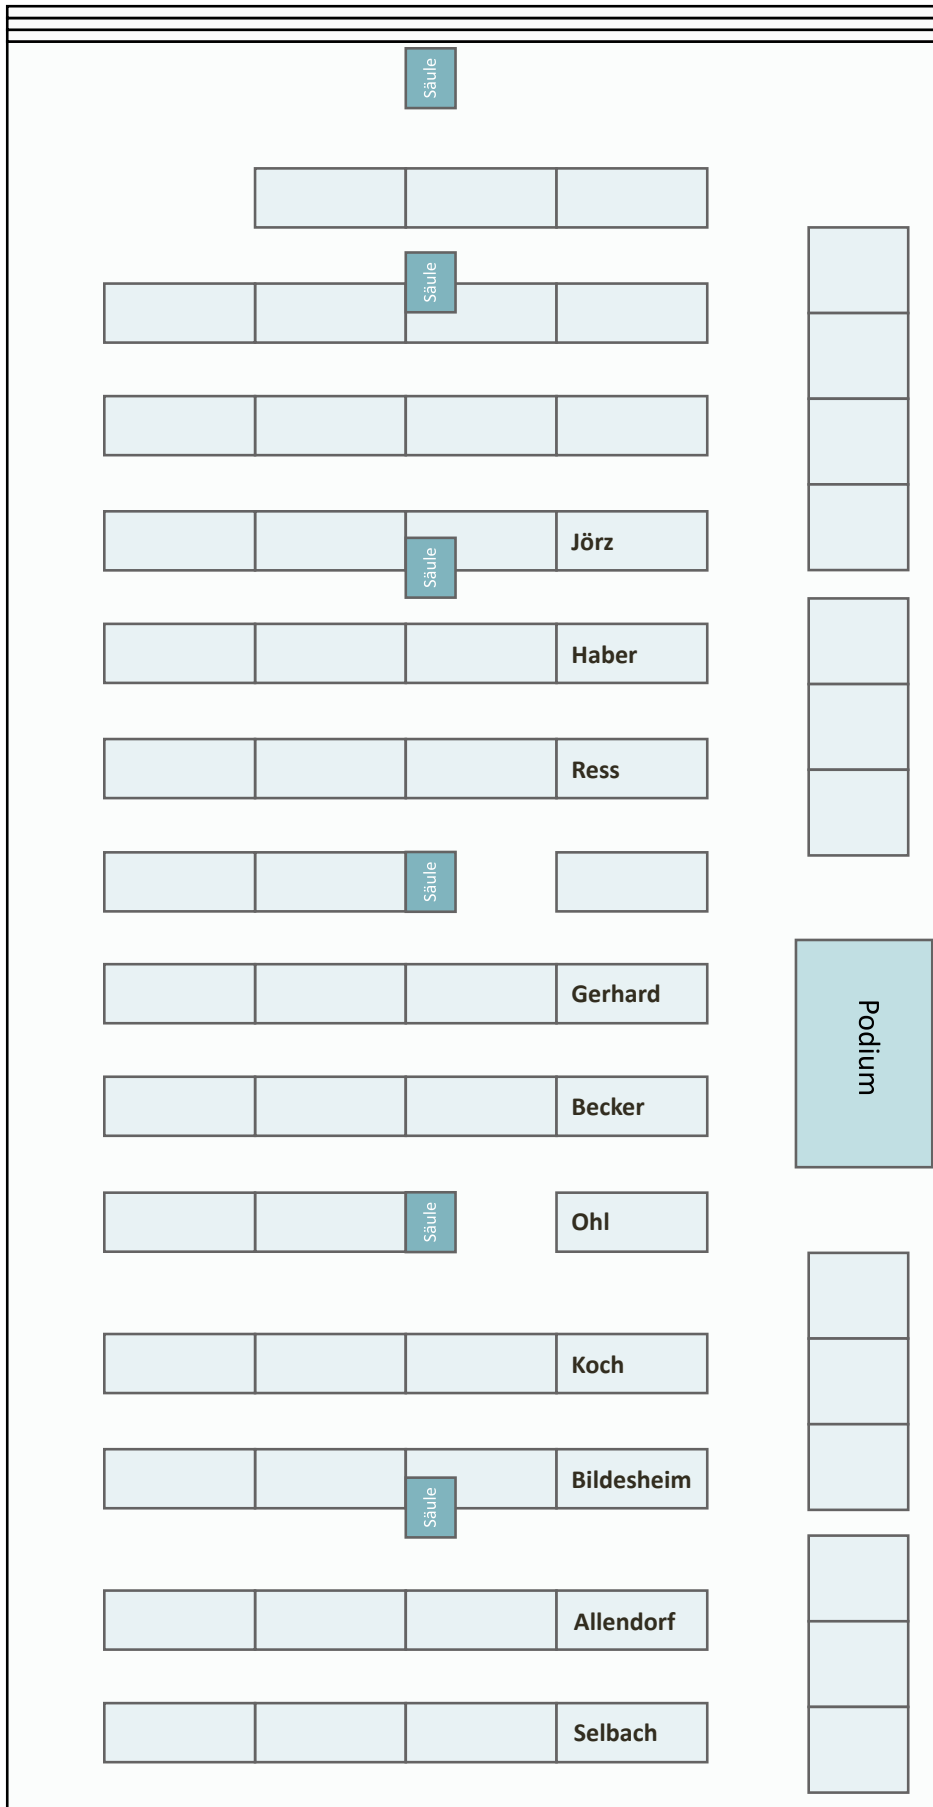 Säule
Säule
Jörz
Säule
Haber
Ress
Säule
Gerhard
Podium
Becker
Säule
Ohl
Koch
Bildesheim
Säule
Allendorf
Selbach